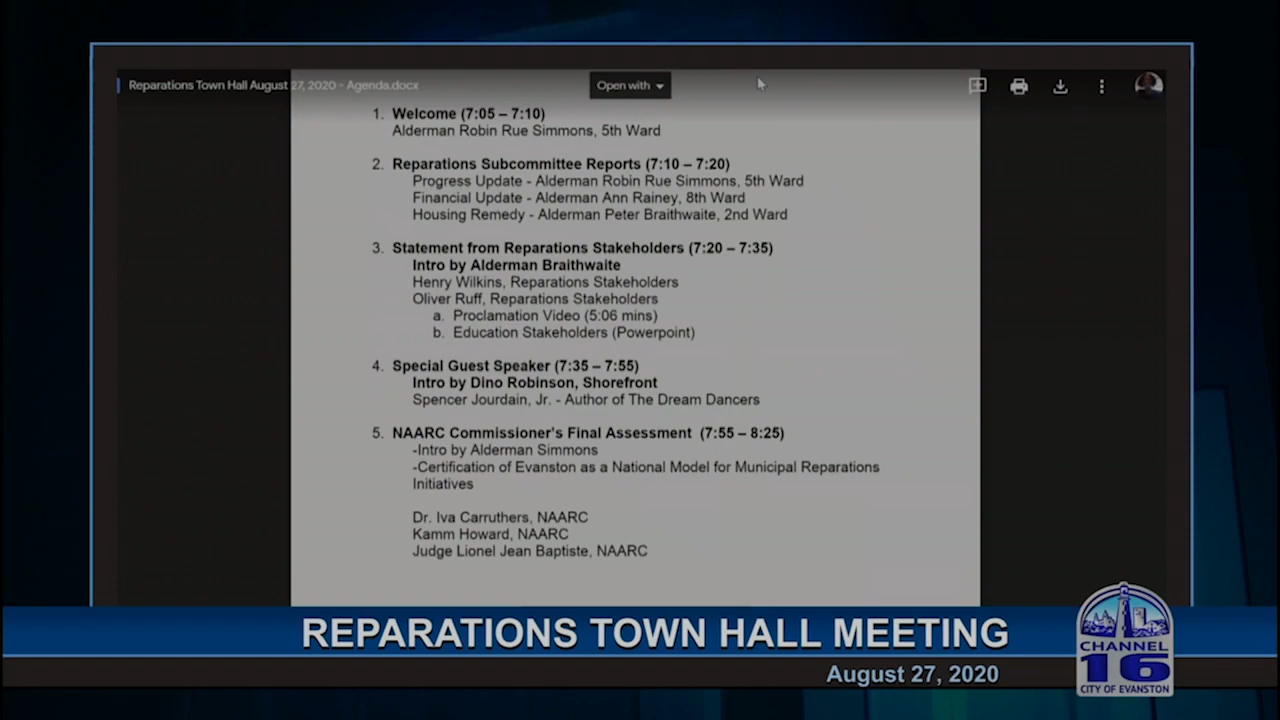 Reparations Town Hall August 27, 2020 - Agenda.docx
Open with
1. Welcome (7:05 – 7:10)
Alderman Robin Rue Simmons, 5th Ward
2. Reparations Subcommittee Reports (7:10 – 7:20)
Progress Update - Alderman Robin Rue Simmons, 5th Ward
Financial Update - Alderman Ann Rainey, 8th Ward
Housing Remedy - Alderman Peter Braithwaite, 2nd Ward
3. Statement from Reparations Stakeholders (7:20 – 7:35)
Intro by Alderman Braithwaite
Henry Wilkins, Reparations Stakeholders
Oliver Ruff, Reparations Stakeholders
a. Proclamation Video (5:06 mins)
b. Education Stakeholders (Powerpoint)
4. Special Guest Speaker (7:35 – 7:55)
Intro by Dino Robinson, Shorefront
Spencer Jourdain, Jr. - Author of The Dream Dancers
5. NAARC Commissioner's Final Assessment (7:55 – 8:25)
-Intro by Alderman Simmons
-Certification of Evanston as a National Model for Municipal Reparations
Initiatives
Dr. Iva Carruthers, NAARC
Kamm Howard, NAARC
Judge Lionel Jean Baptiste, NAARC
REPARATIONS TOWN HALL MEETING
August 27, 2020
CHANNEL
16
CITY OF EVANSTON